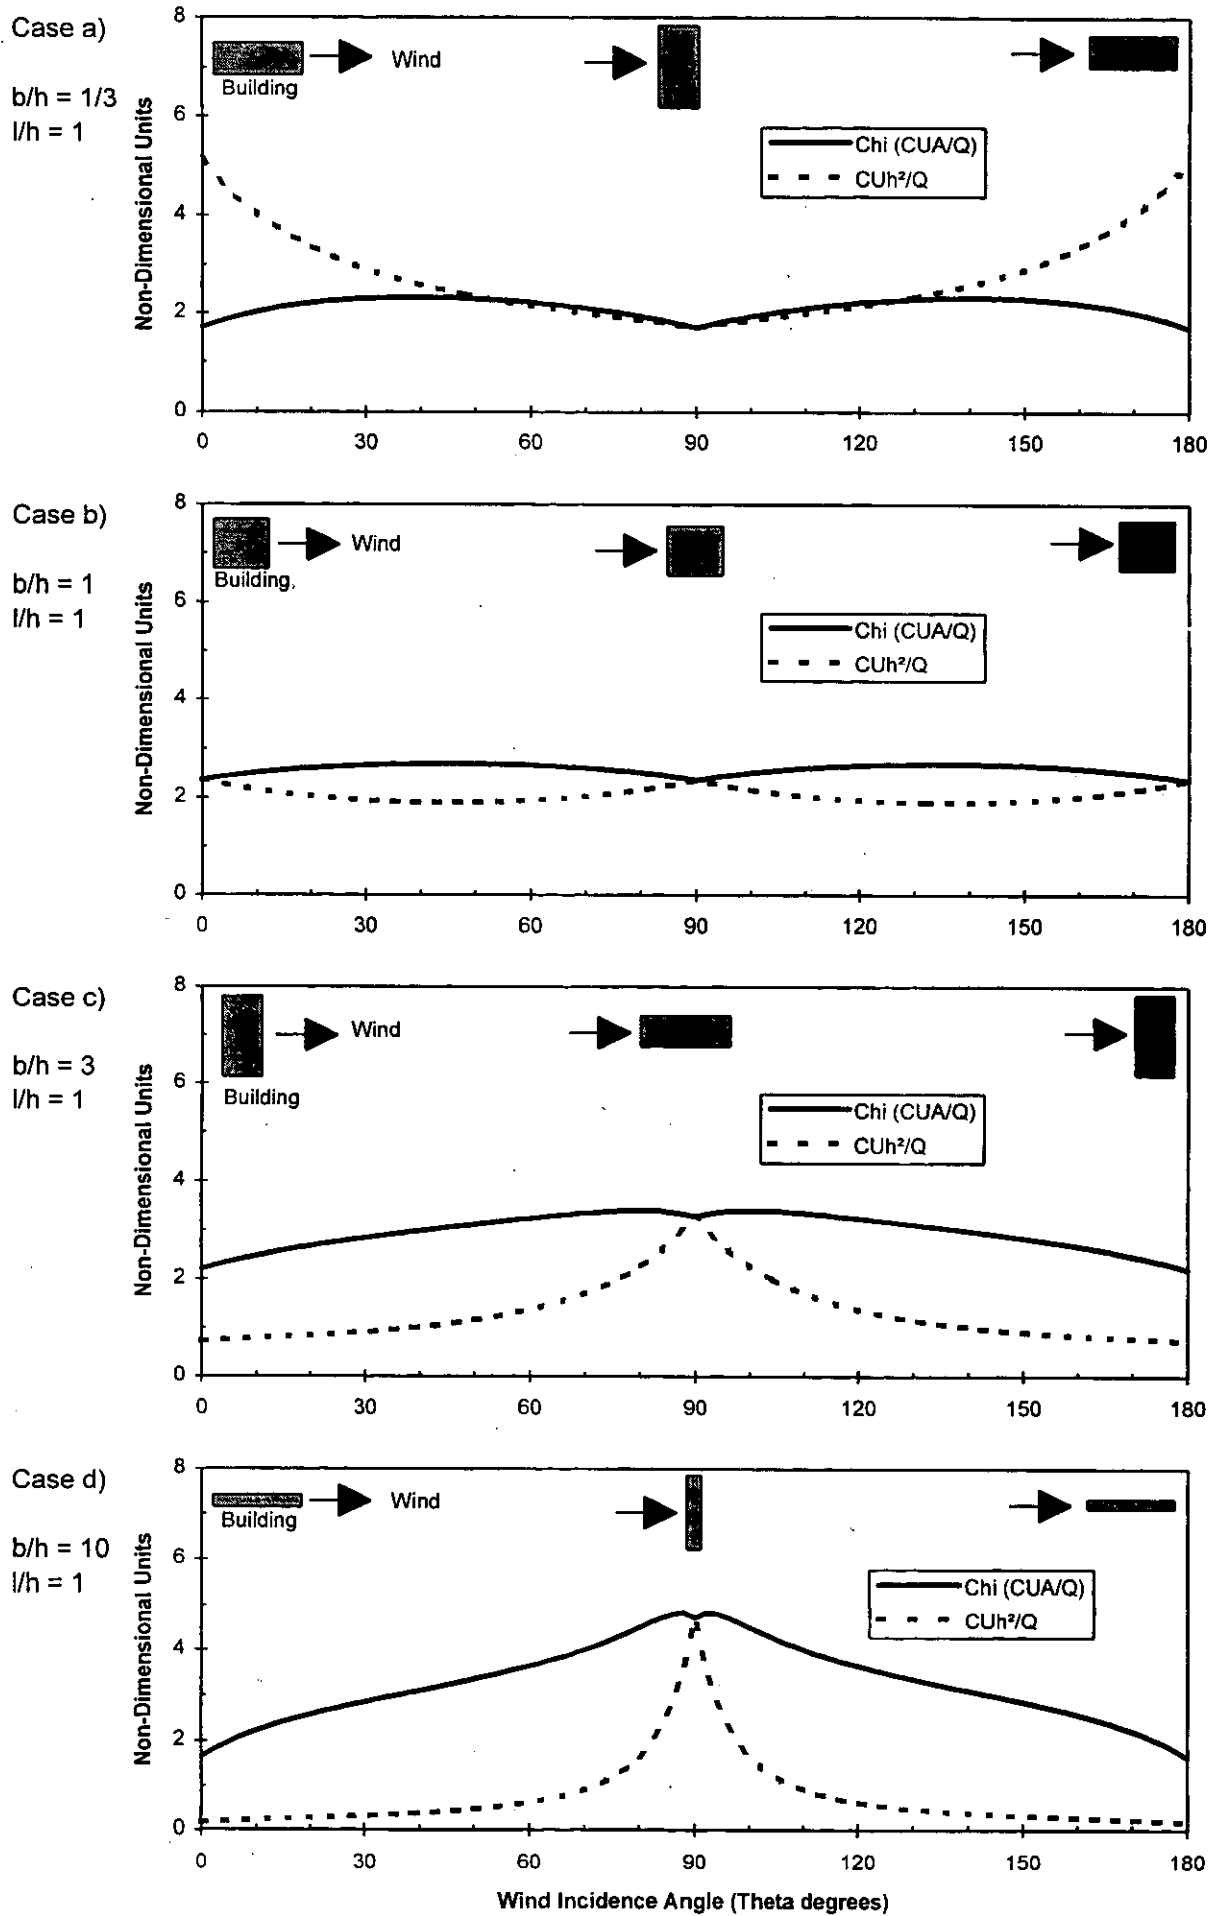 Case a)
b/h = 1/3
l/h = 1
Non-Dimensional Units
8
6
4
2
0
Building
Wind
Chi (CUA/Q)
CUh²/Q
0 30 60 90 120 150 180
Case b)
b/h = 1
l/h = 1
Non-Dimensional Units
8
6
4
2
0
Building
Wind
Chi (CUA/Q)
CUh²/Q
0 30 60 90 120 150 180
Case c)
b/h = 3
l/h = 1
Non-Dimensional Units
8
6
4
2
0
Building
Wind
Chi (CUA/Q)
CUh²/Q
0 30 60 90 120 150 180
Case d)
b/h = 10
l/h = 1
Non-Dimensional Units
8
6
4
2
0
Building
Wind
Chi (CUA/Q)
CUh²/Q
0 30 60 90 120 150 180
Wind Incidence Angle (Theta degrees)